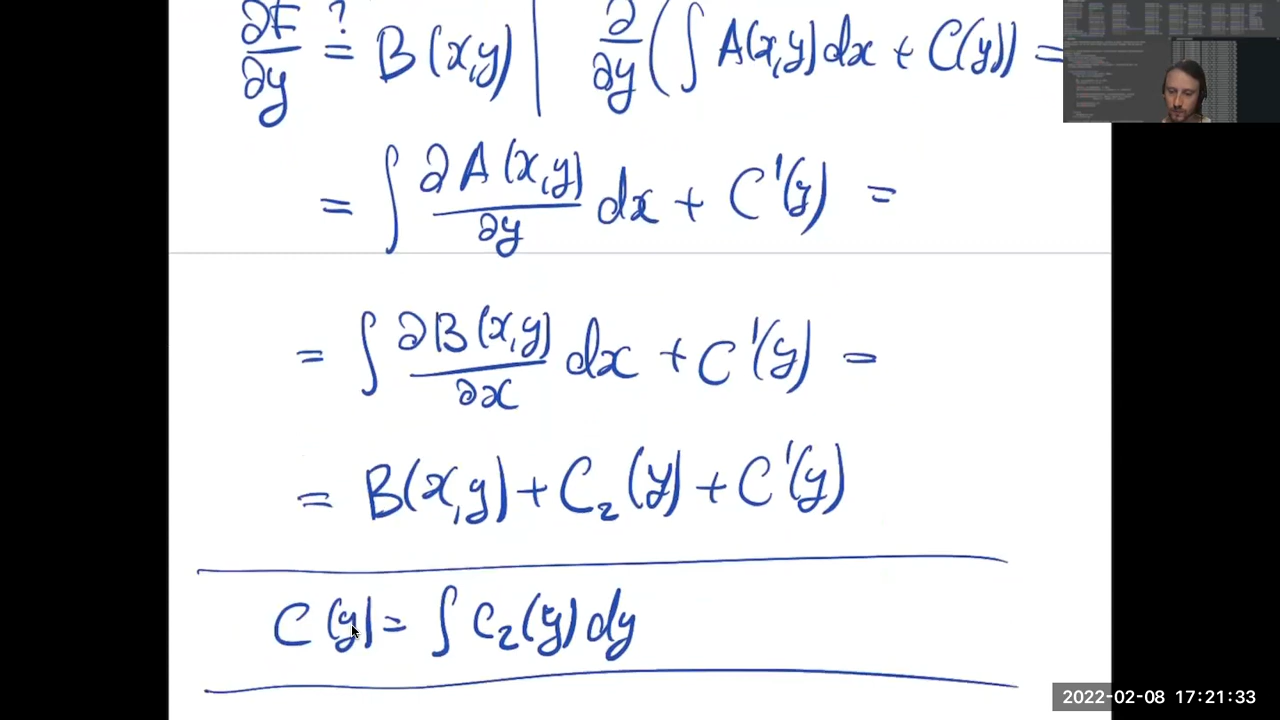 ∂F/∂y ?= B(x,y) | ∂/∂y (∫ A(x,y)dx + C(y)) =
= ∫ ∂A(x,y)/∂y dx + C'(y) =
= ∫ ∂B(x,y)/∂x dx + C'(y) =
= B(x,y) + C₂(y) + C'(y)
C(y) = ∫ C₂(y) dy
2022-02-08 17:21:33